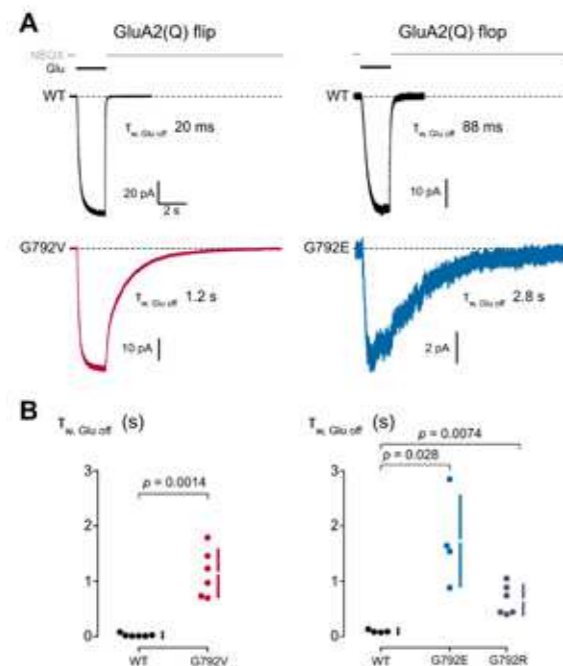 A
GluA2(Q) flip
GluA2(Q) flop
Glu
WT
WT
τw, Glu off 20 ms
τw, Glu off 88 ms
20 pA
2 s
10 pA
G792V
G792E
τw, Glu off 1.2 s
τw, Glu off 2.8 s
10 pA
2 pA
B
τw, Glu off (s)
τw, Glu off (s)
p = 0.0074
p = 0.0014
p = 0.028
3
2
1
0
3
2
1
0
WT
G792V
WT
G792E
G792R